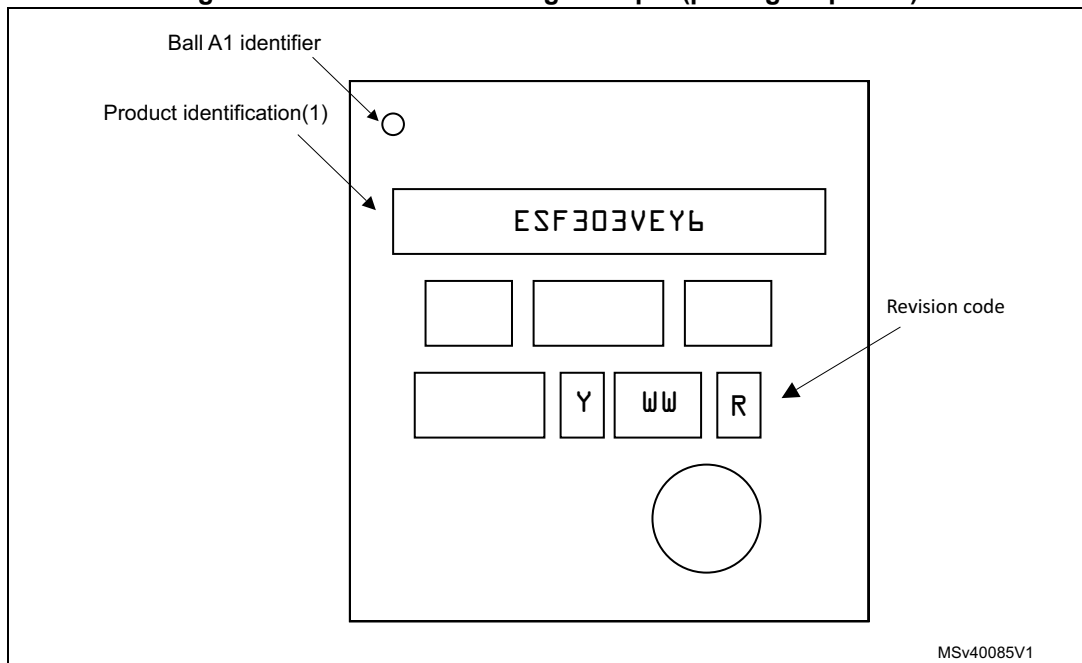 Ball A1 identifier
Product identification(1)
ESF303VEY6
Revision code
Y WW R
MSv40085V1